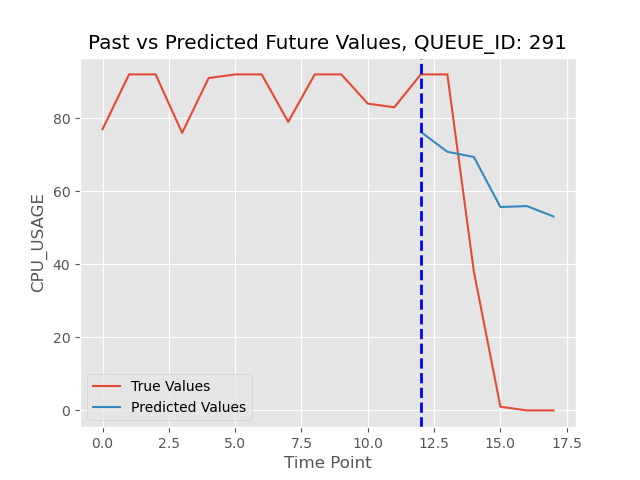 Past vs Predicted Future Values, QUEUE_ID: 291
80
60
40
20
0
CPU_USAGE
True Values
Predicted Values
0.0 2.5 5.0 7.5 10.0 12.5 15.0 17.5
Time Point